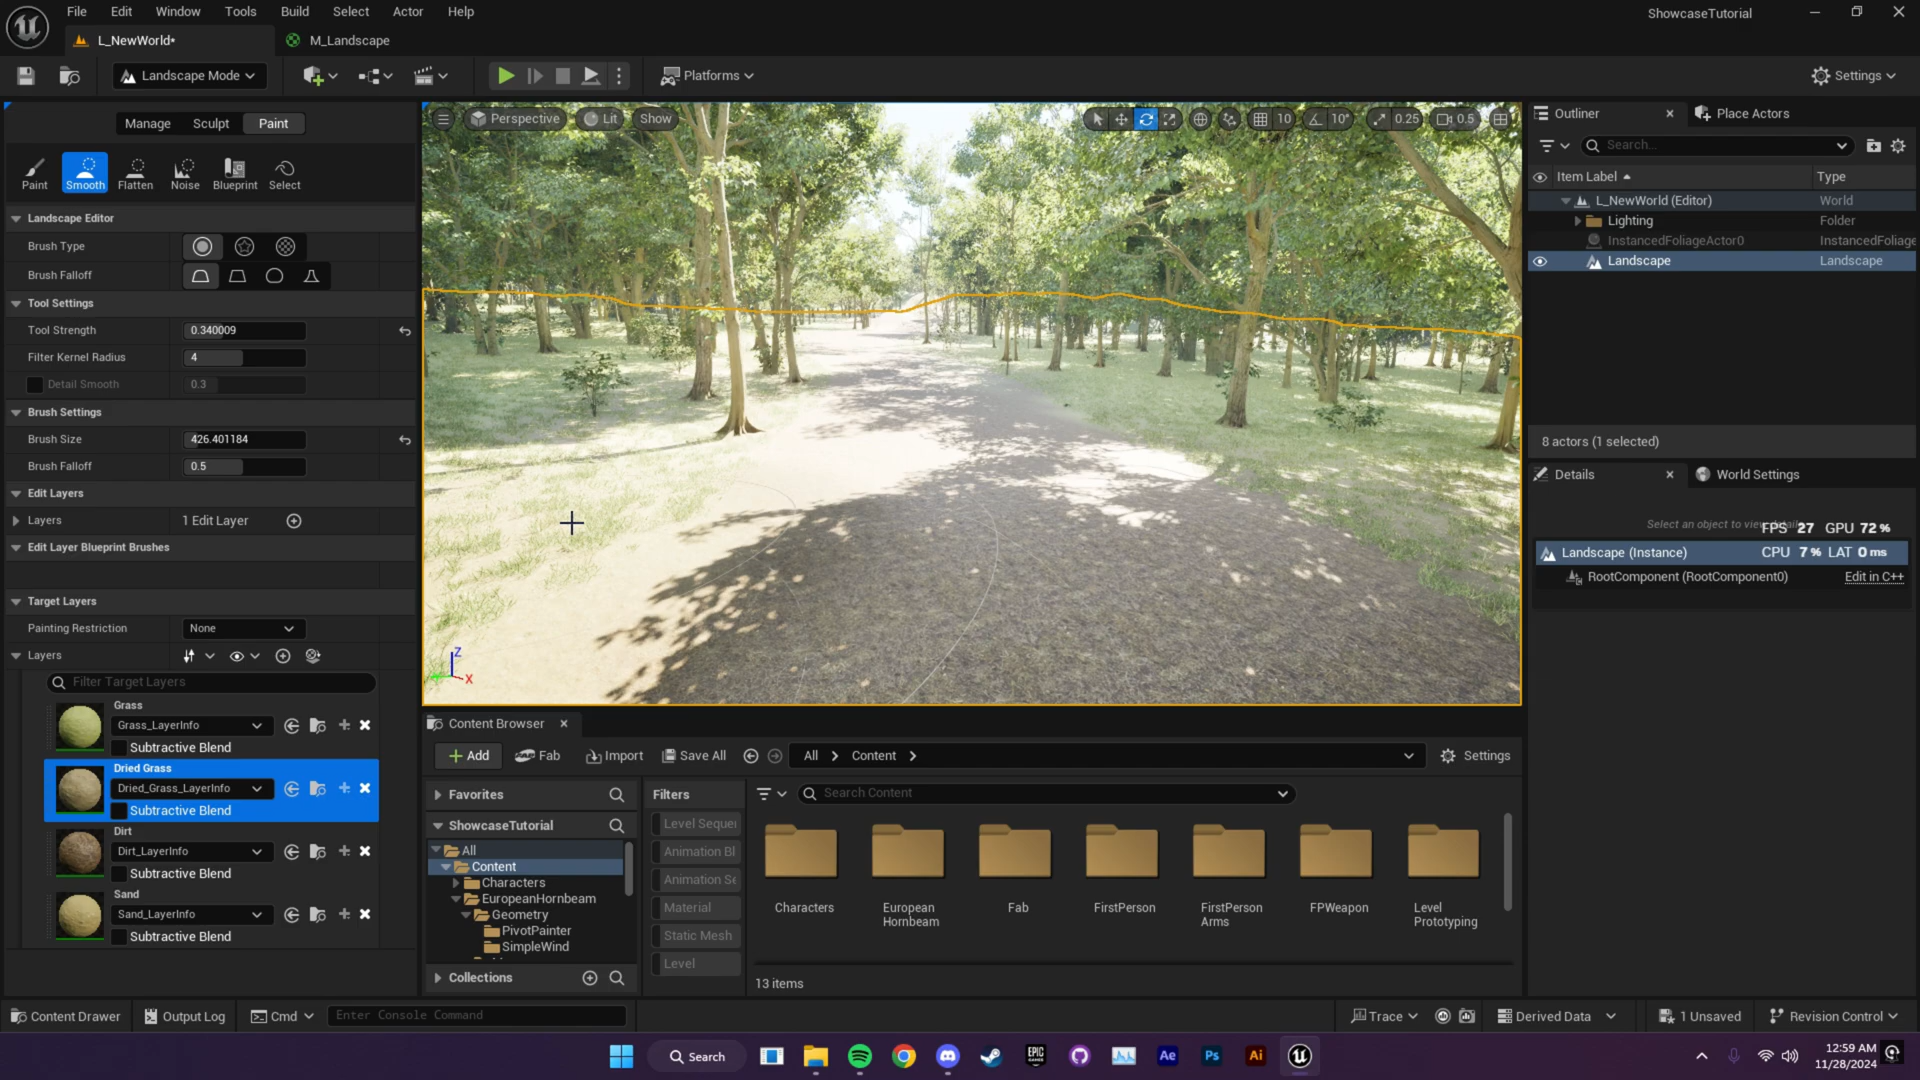 File Edit Window Tools Build Select Actor Help
ShowcaseTutorial
L_NewWorld*
M_Landscape
Landscape Mode
Platforms
Settings
Manage Sculpt Paint
Paint Smooth Flatten Noise Blueprint Select
Landscape Editor
Brush Type
Brush Falloff
Tool Settings
Tool Strength 0.340009
Filter Kernel Radius 4
Detail Smooth 0.3
Brush Settings
Brush Size 426.401184
Brush Falloff 0.5
Edit Layers
Layers 1 Edit Layer
Edit Layer Blueprint Brushes
Target Layers
Painting Restriction None
Layers
Filter Target Layers
Grass
Grass_LayerInfo
Subtractive Blend
Dried Grass
Dried_Grass_LayerInfo
Subtractive Blend
Dirt
Dirt_LayerInfo
Subtractive Blend
Sand
Sand_LayerInfo
Subtractive Blend
Perspective Lit Show
10 10° 0.25 0.5
Z
X
Outliner
Place Actors
Search...
Item Label Type
L_NewWorld (Editor) World
Lighting Folder
InstancedFoliageActor0 InstancedFoliage
Landscape Landscape
8 actors (1 selected)
Details
World Settings
FPS 27 GPU 72 %
Landscape (Instance) CPU 7 % LAT 0 ms
RootComponent (RootComponent0) Edit in C++
Content Browser
Add Fab Import Save All All Content Settings
Favorites
ShowcaseTutorial
All
Content
Characters
EuropeanHornbeam
Geometry
PivotPainter
SimpleWind
Collections
Filters
Level Seque
Animation Bl
Animation Se
Material
Static Mesh
Level
Search Content
Characters
European
Hornbeam
Fab
FirstPerson
FirstPerson
Arms
FPWeapon
Level
Prototyping
13 items
Content Drawer Output Log Cmd Enter Console Command
Trace Derived Data 1 Unsaved Revision Control
Search
EPIC
GAMES
Ae Ps Ai
12:59 AM
11/28/2024